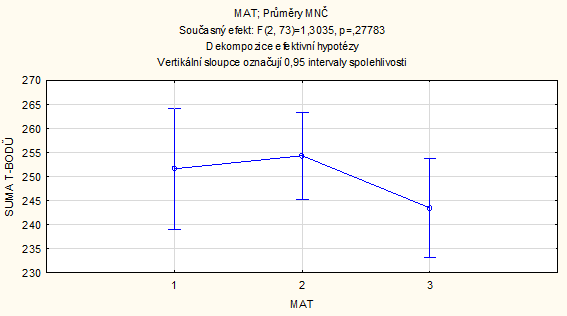 MAT; Průměry MNČ
Současný efekt: F(2, 73)=1,3035, p=,27783
Dekompozice efektivní hypotézy
Vertikální sloupce označují 0,95 intervaly spolehlivosti
270
265
260
255
250
245
240
235
230
SUMA T-BODŮ
1 2 3
MAT